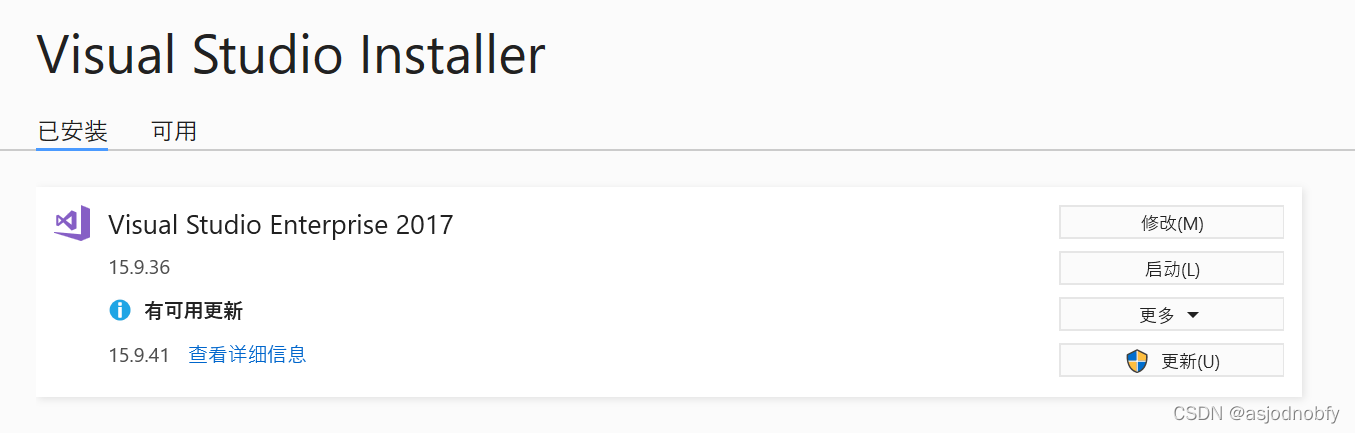 Visual Studio Installer
已安装 可用
Visual Studio Enterprise 2017
修改(M)
15.9.36
启动(L)
有可用更新
更多
15.9.41 查看详细信息
更新(U)
CSDN @asjodnobfy